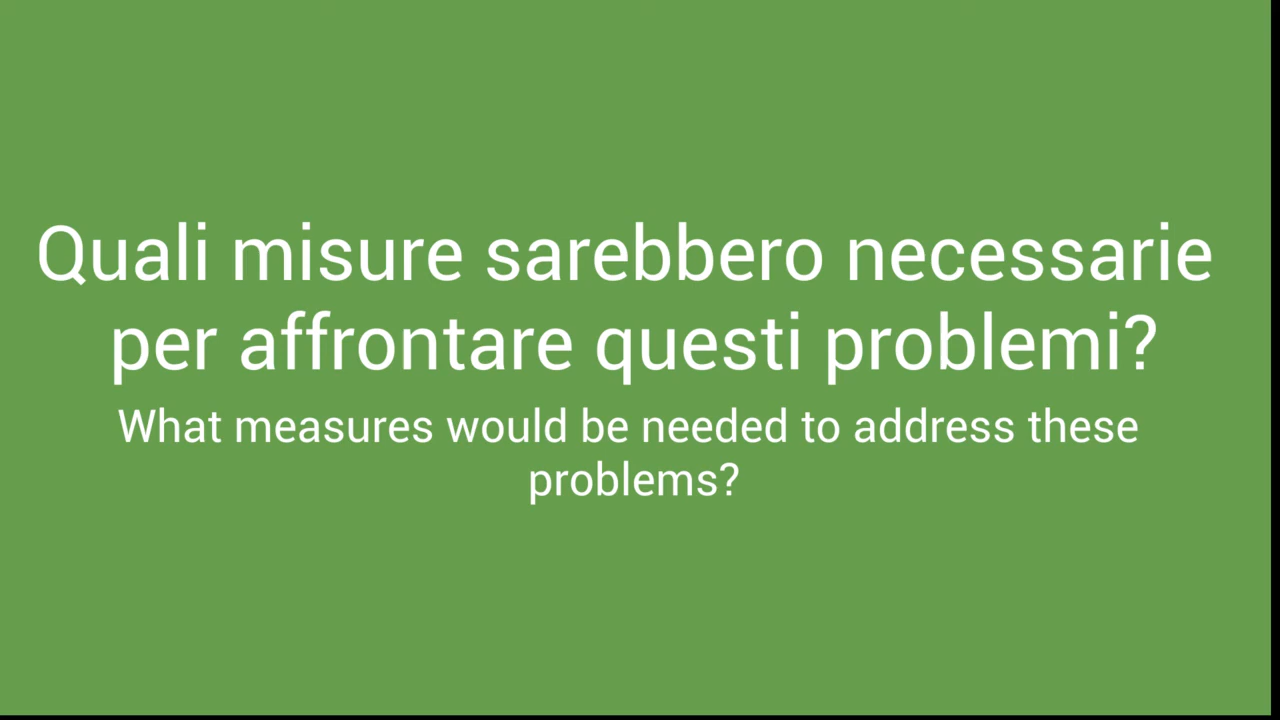 Quali misure sarebbero necessarie
per affrontare questi problemi?
What measures would be needed to address these
problems?